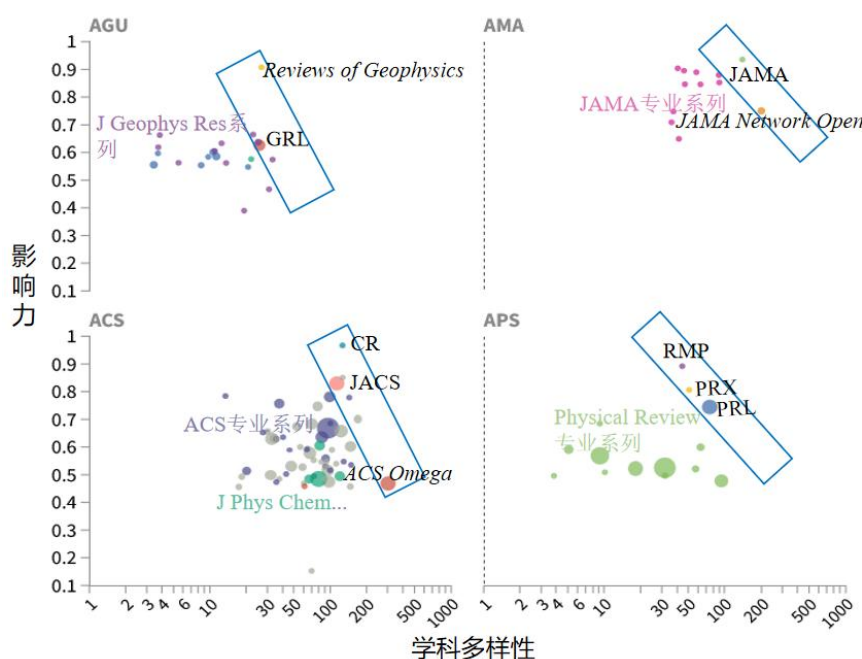 AGU
AMA
1
0.9
0.8
0.7
0.6
0.5
0.4
0.3
0.2
0.1
Reviews of Geophysics
J Geophys Res系
列
GRL
JAMA
JAMA专业系列
JAMA Network Open
影
响
力
ACS
APS
1
0.9
0.8
0.7
0.6
0.5
0.4
0.3
0.2
0.1
CR
JACS
ACS专业系列
ACS Omega
J Phys Chem...
RMP
PRX
PRL
Physical Review
专业系列
1 2 3 4 5 10 30 50 100 200 500 1000
1 2 3 4 5 10 30 50 100 200 500 1000
学科多样性